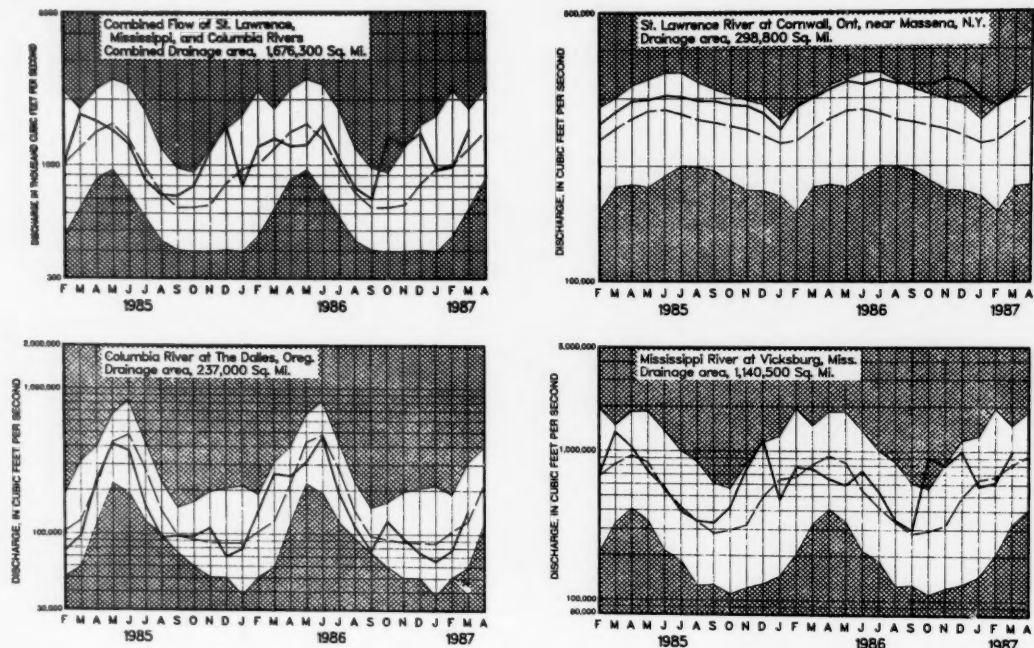 Combined Flow of St. Lawrence,
Mississippi, and Columbia Rivers
Combined Drainage area, 1,676,300 Sq. Mi.
DISCHARGE, IN THOUSAND CUBIC FEET PER SECOND
5000
1000
300
F M A M J J A S O N D J F M A M J J A S O N D J F M A
1985 1986 1987
St. Lawrence River at Cornwall, Ont, near Massena, N.Y.
Drainage area, 298,800 Sq. Mi.
DISCHARGE, IN CUBIC FEET PER SECOND
500,000
100,000
F M A M J J A S O N D J F M A M J J A S O N D J F M A
1985 1986 1987
Columbia River at The Dalles, Oreg.
Drainage area, 237,000 Sq. Mi.
DISCHARGE, IN CUBIC FEET PER SECOND
2,000,000
1,000,000
100,000
30,000
F M A M J J A S O N D J F M A M J J A S O N D J F M A
1985 1986 1987
Mississippi River at Vicksburg, Miss.
Drainage area, 1,140,500 Sq. Mi.
DISCHARGE, IN CUBIC FEET PER SECOND
5,000,000
1,000,000
100,000
80,000
F M A M J J A S O N D J F M A M J J A S O N D J F M A
1985 1986 1987